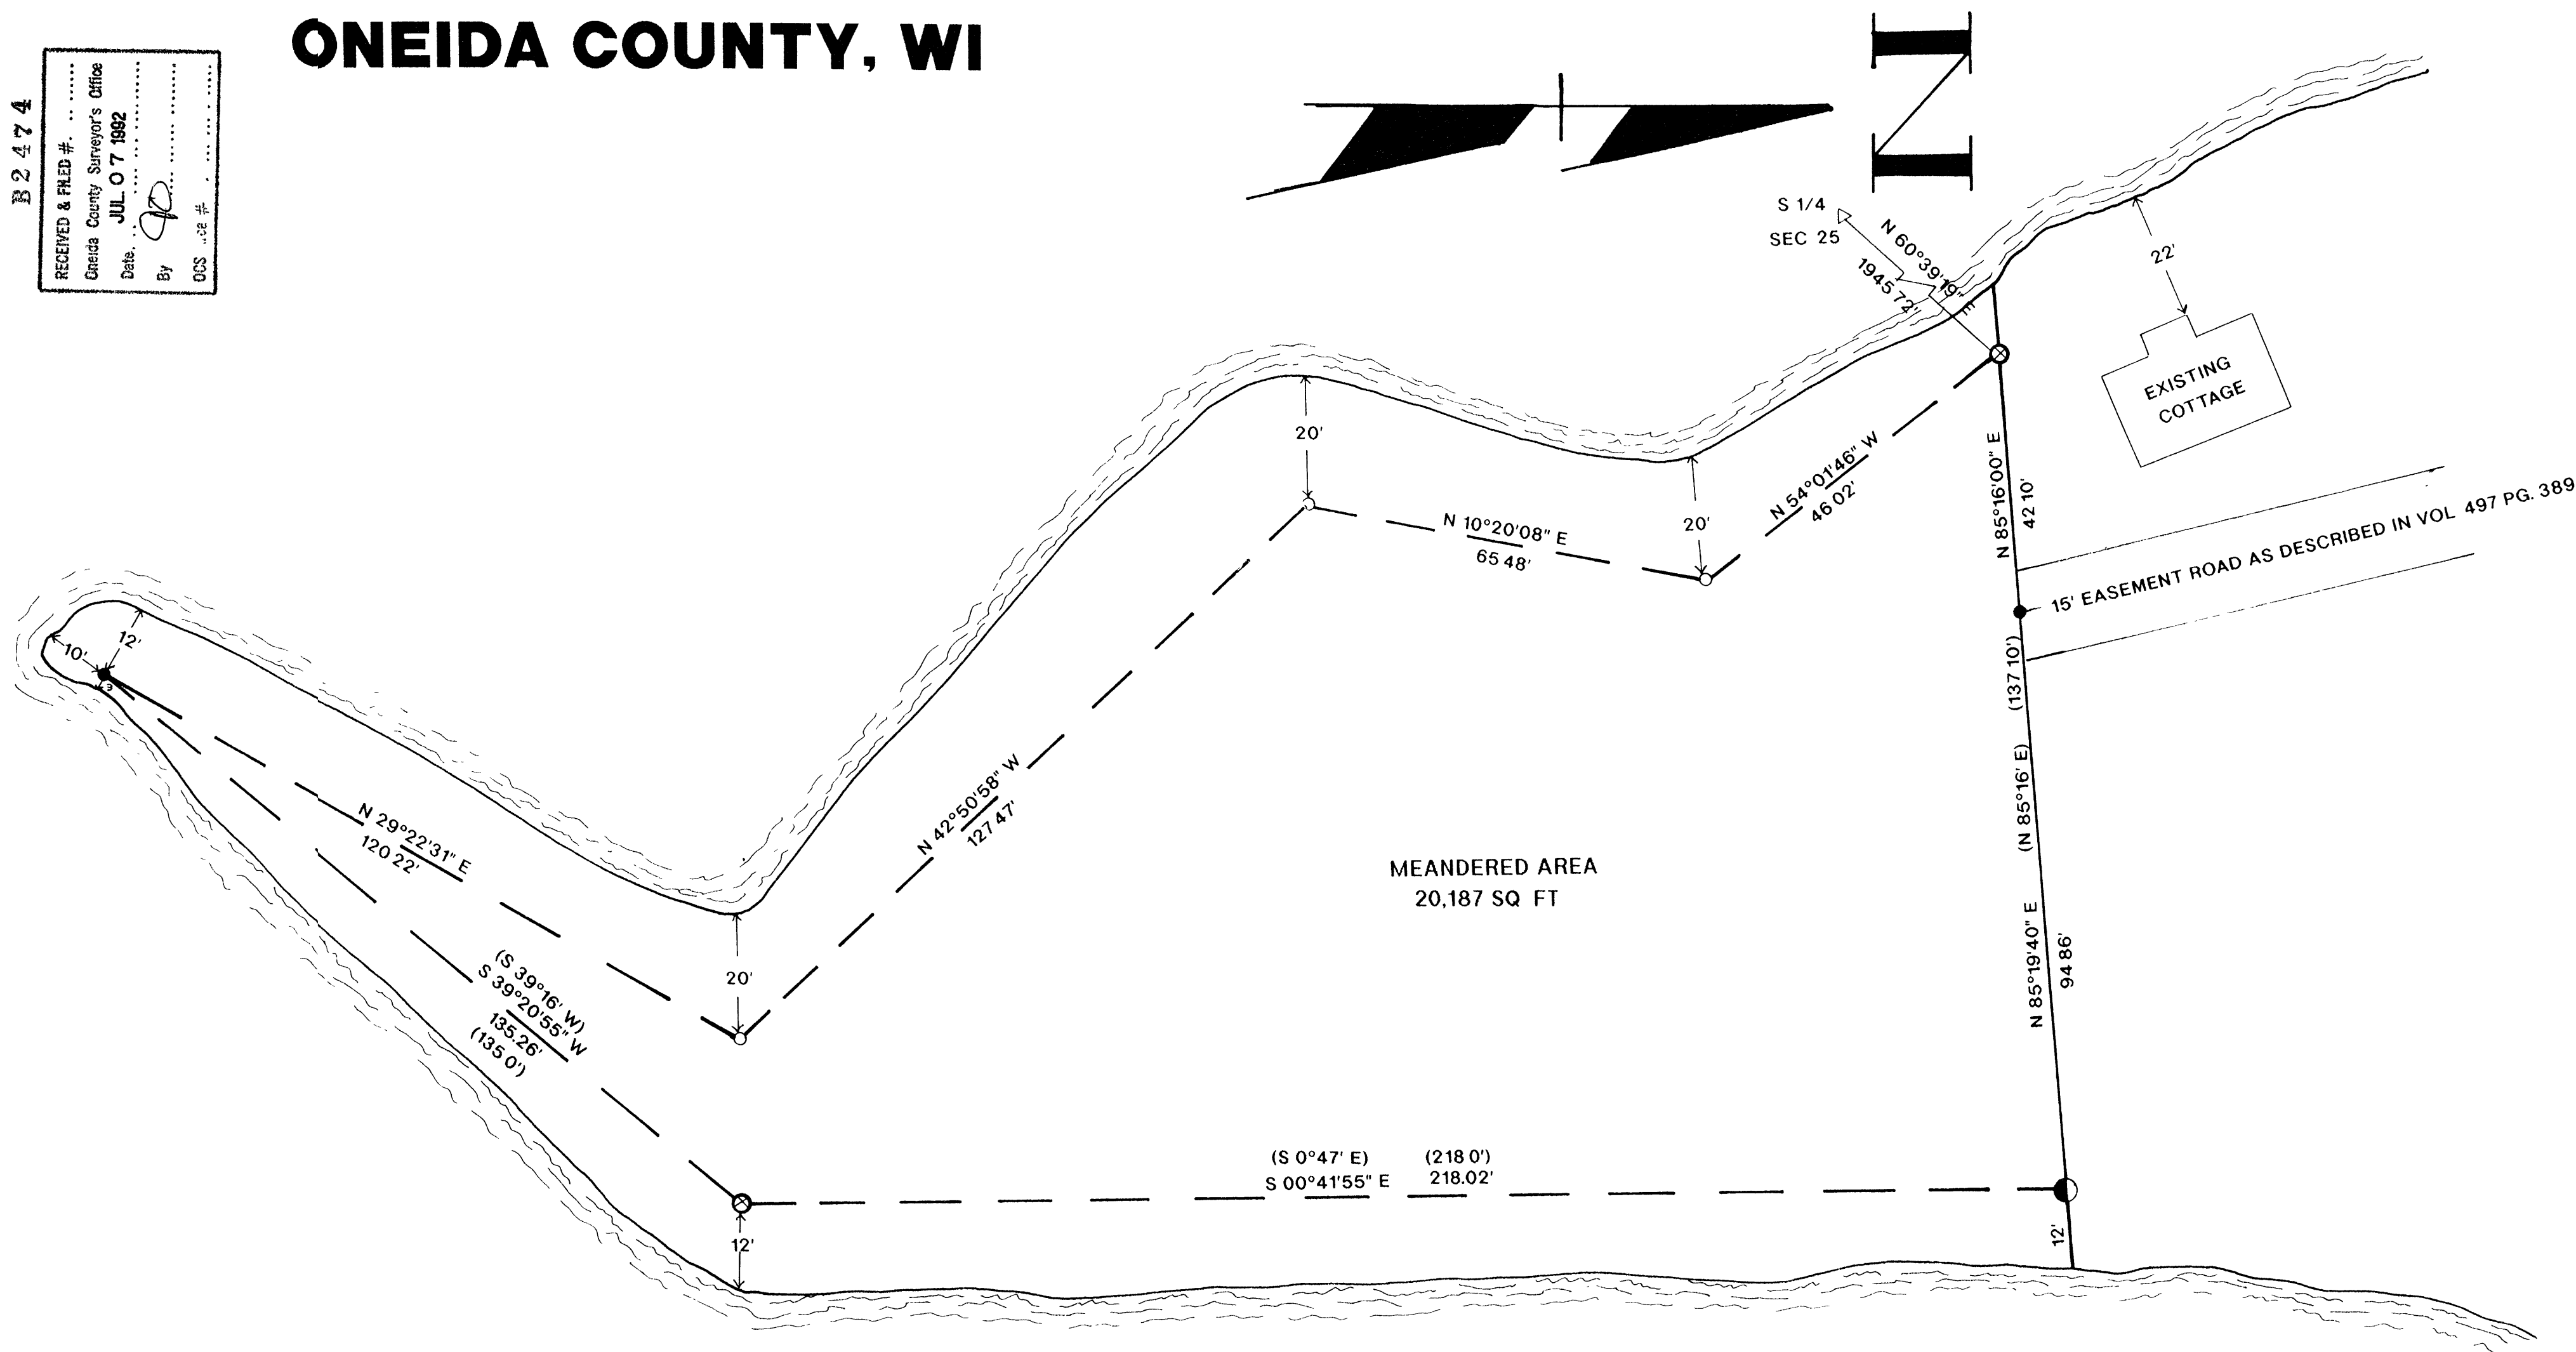 ONEIDA COUNTY, WI
B2474
RECEIVED & FILED #.
Oneida County Surveyor's Office
JUL 07 1992
Date
By
OCS
N
S 1/4
SEC 25
N 60°39'19" E
1945 72'
22'
EXISTING
COTTAGE
20'
N 10°20'08" E
65 48'
20'
N 54°01'46" W
46 02'
N 85°16'00" E
42 10'
15' EASEMENT ROAD AS DESCRIBED IN VOL 497 PG. 389
(137 10')
(N 85°16' E)
N 85°19'40" E
94 86'
12'
12'
10'
3
N 29°22'31" E
120 22'
N 42°50'58" W
127 47'
MEANDERED AREA
20,187 SQ FT
20'
(S 39°16' W)
S 39°20'55" W
135.26'
(135 0')
(S 0°47' E) (218 0')
S 00°41'55" E 218.02'
12'